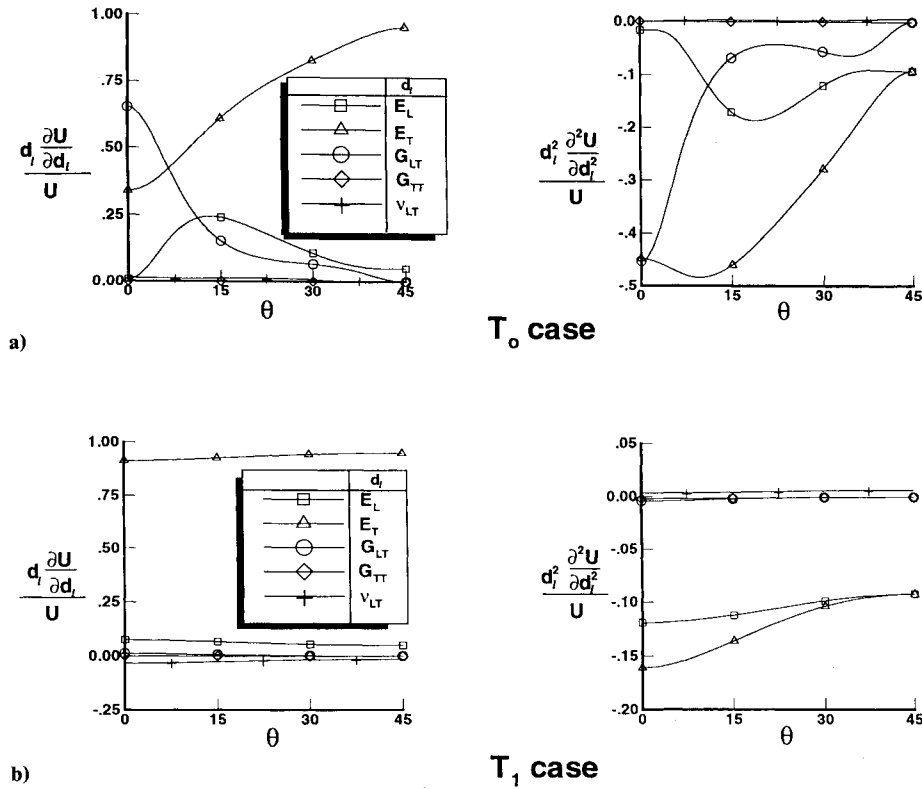 1.00
.75
.50
.25
0.00
0 15 30 45
θ
d_l ∂U/∂d_l
U
d_l
E_L
E_T
G_LT
G_TT
ν_LT
0.0
-.1
-.2
-.3
-.4
-.5
0 15 30 45
θ
d_l² ∂²U/∂d_l²
U
a)
T_o case
1.00
.75
.50
.25
0.00
-.25
0 15 30 45
θ
d_l ∂U/∂d_l
U
d_l
E_L
E_T
G_LT
G_TT
ν_LT
.05
0.00
-.05
-.10
-.15
-.20
0 15 30 45
θ
d_l² ∂²U/∂d_l²
U
b)
T_1 case